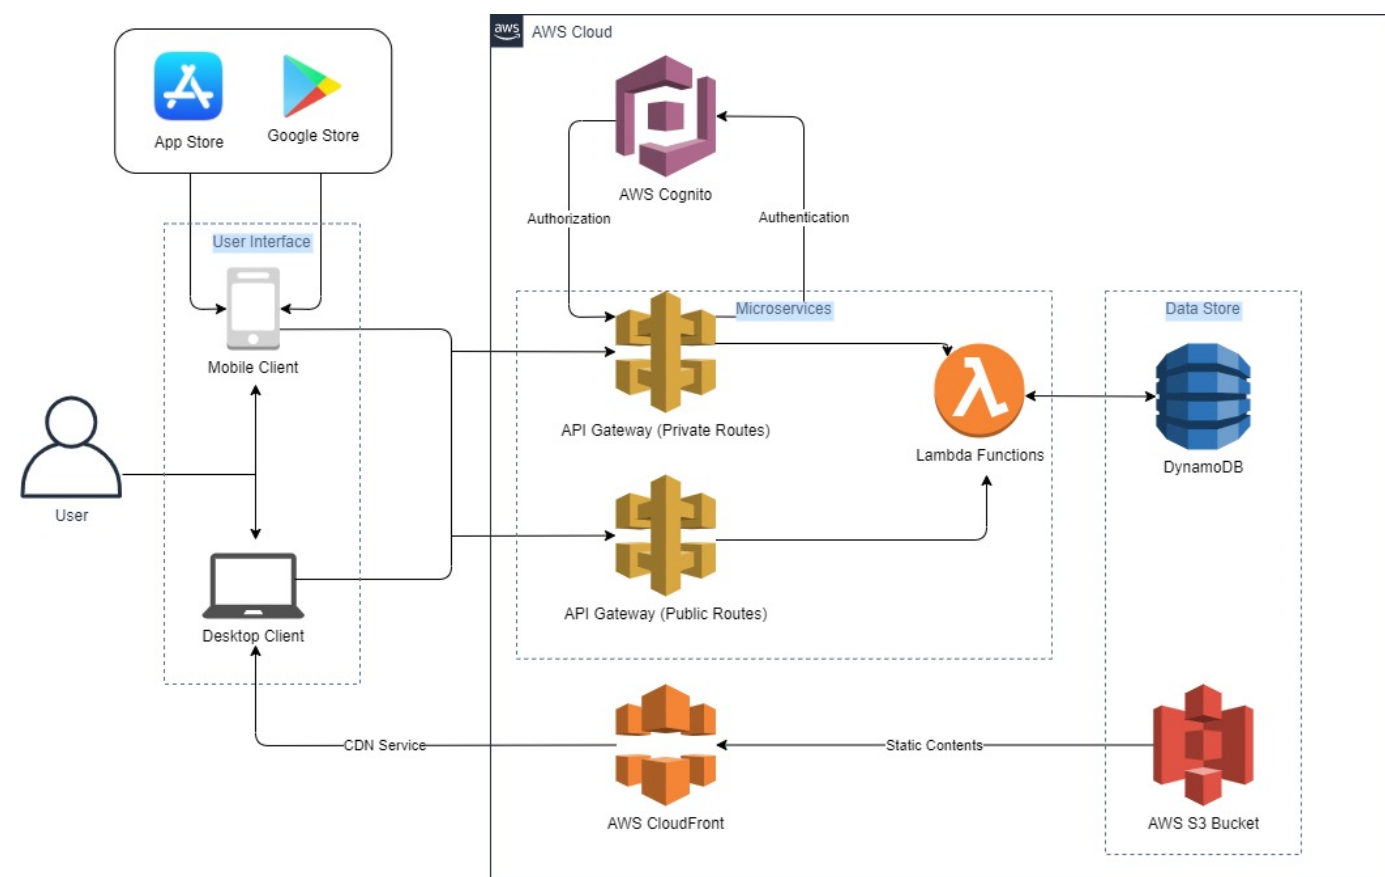 aws
AWS Cloud
App Store
Google Store
AWS Cognito
Authorization
Authentication
User Interface
Microservices
Data Store
Mobile Client
API Gateway (Private Routes)
Lambda Functions
DynamoDB
User
API Gateway (Public Routes)
Desktop Client
CDN Service
Static Contents
AWS CloudFront
AWS S3 Bucket